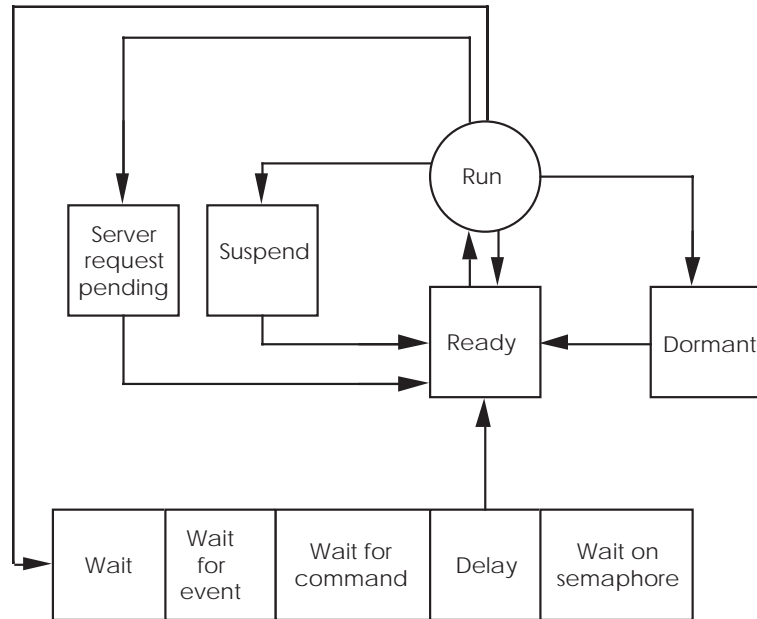 Run
Server
request
pending
Suspend
Ready
Dormant
Wait
Wait
for
event
Wait for
command
Delay
Wait on
semaphore